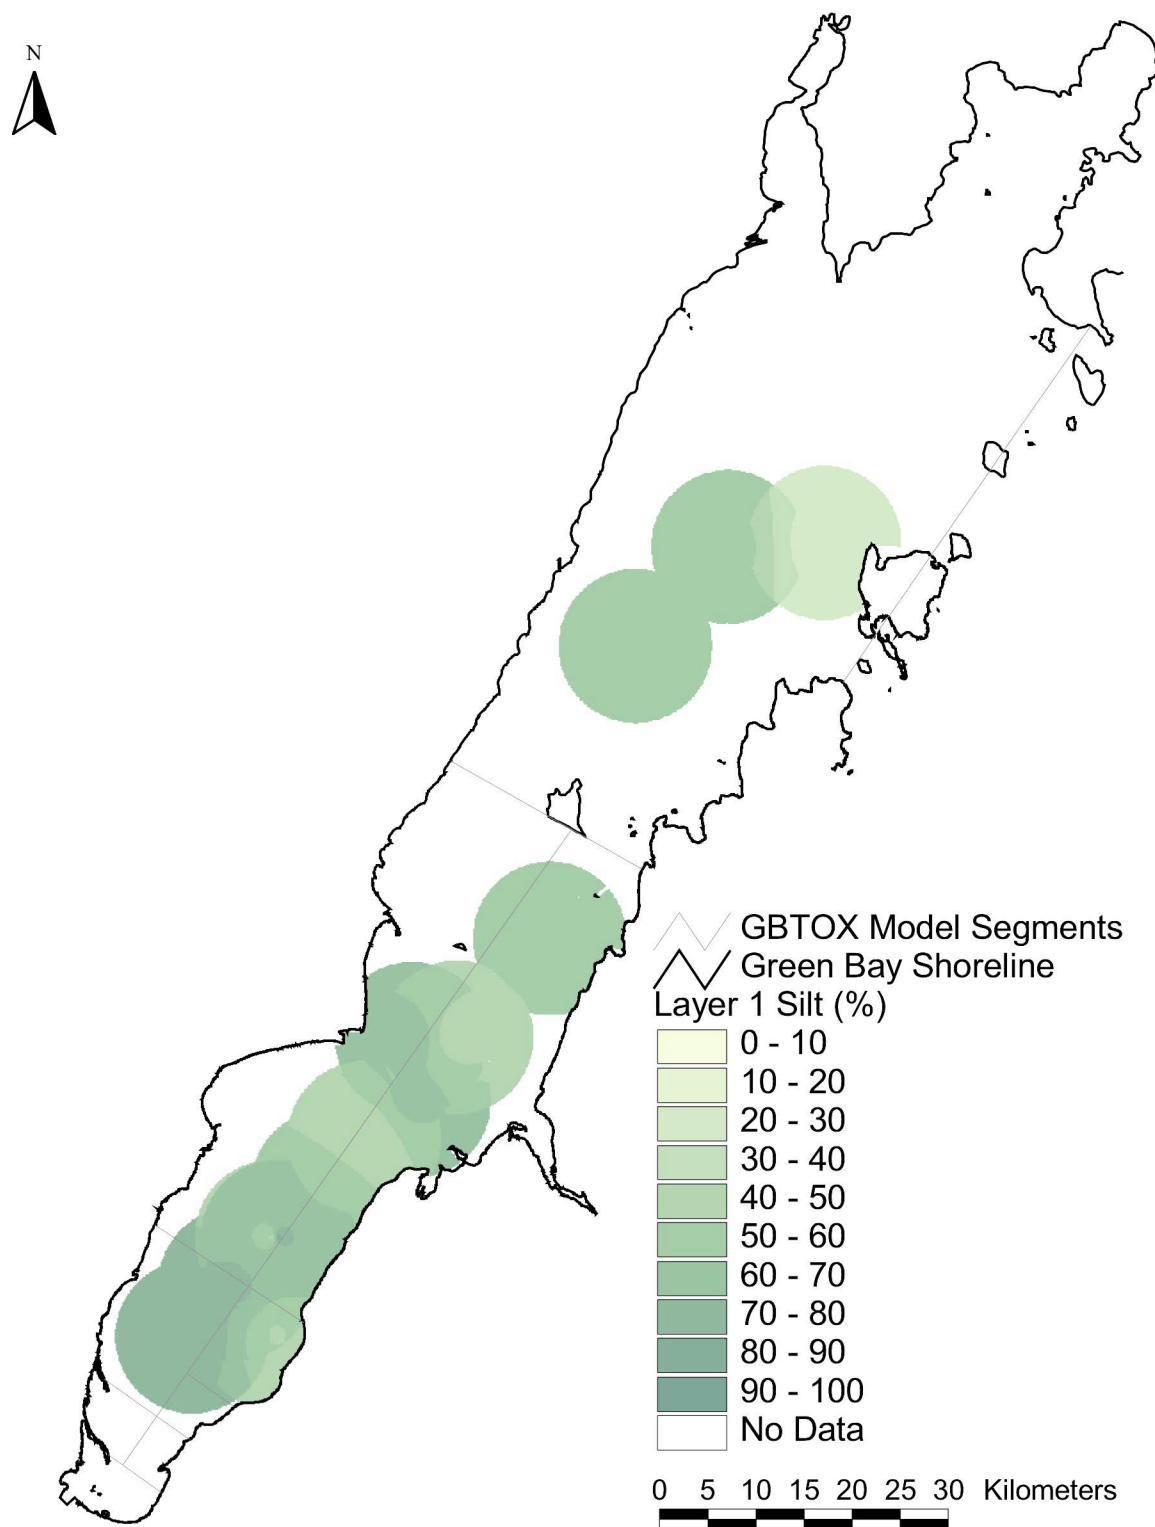 N
GBTOX Model Segments
Green Bay Shoreline
Layer 1 Silt (%)
0 - 10
10 - 20
20 - 30
30 - 40
40 - 50
50 - 60
60 - 70
70 - 80
80 - 90
90 - 100
No Data
0 5 10 15 20 25 30 Kilometers